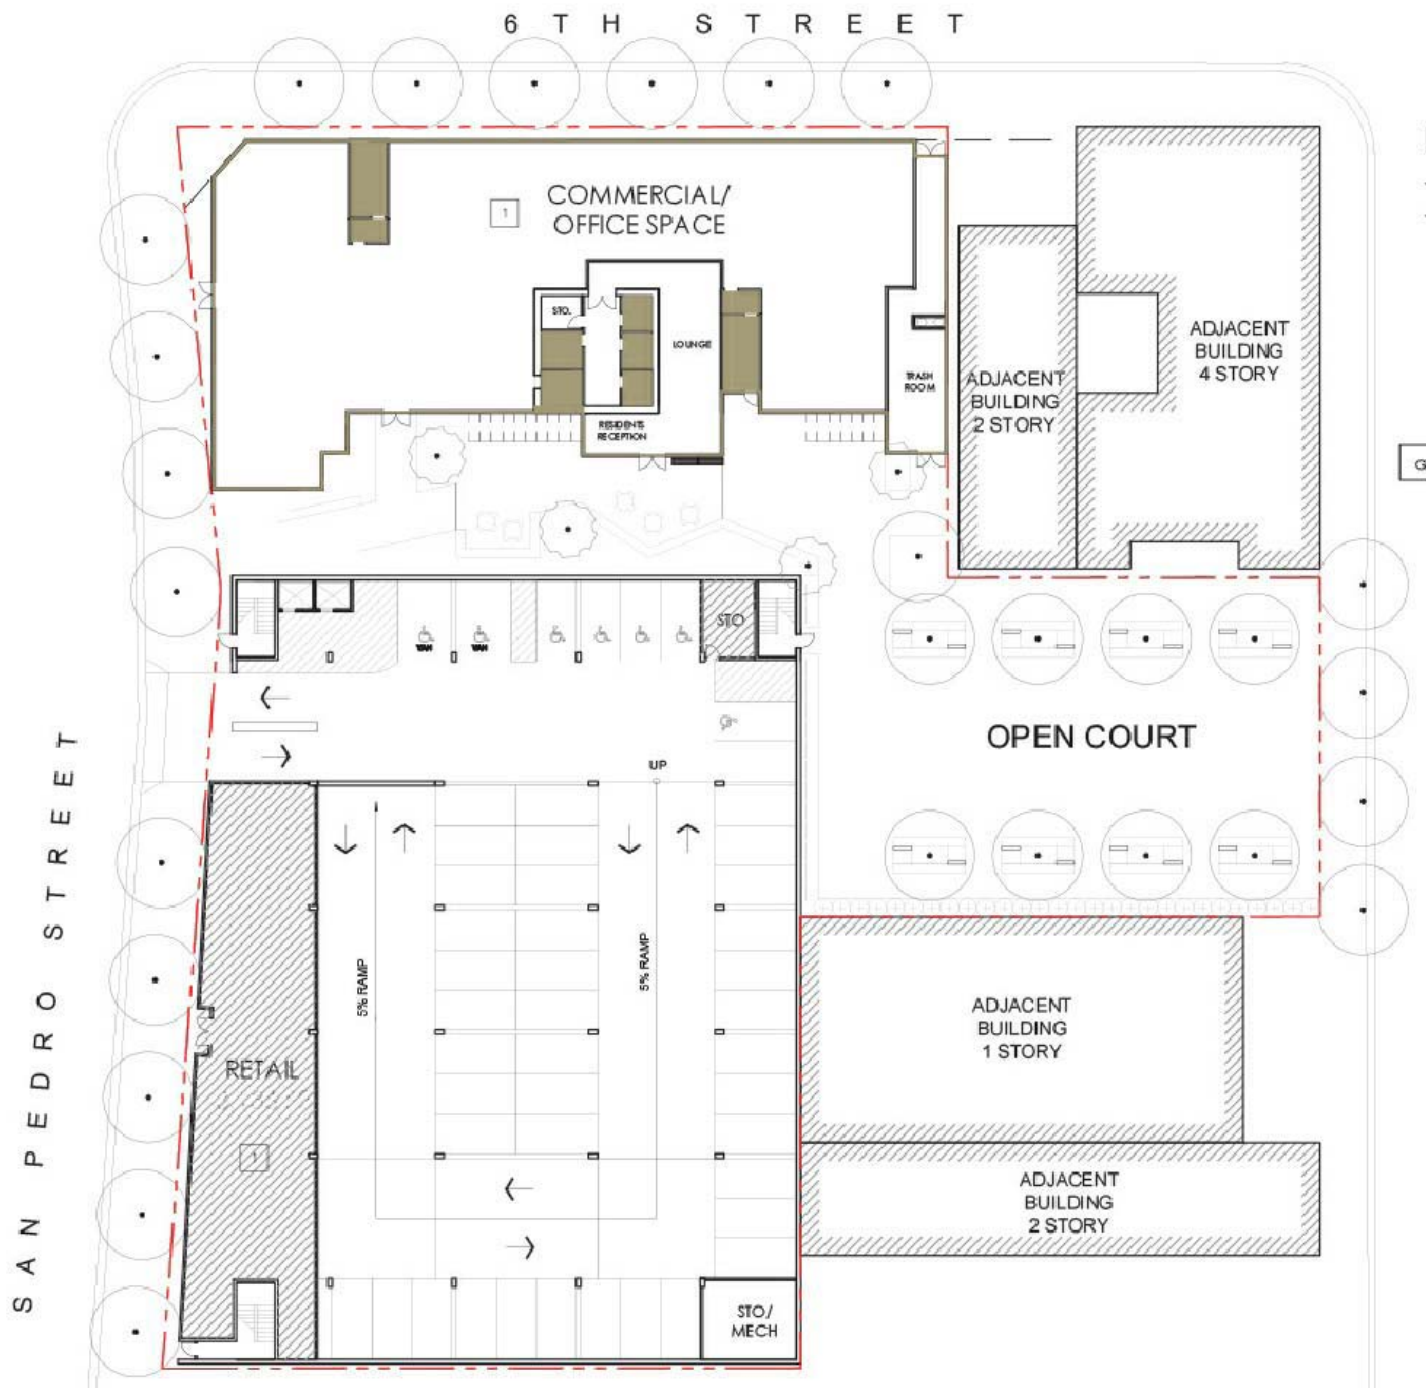 6TH STREET
COMMERCIAL/
OFFICE SPACE
1
STO.
LOUNGE
TRASH
ROOM
RESIDENTS
RECEPTION
ADJACENT
BUILDING
2 STORY
ADJACENT
BUILDING
4 STORY
G
VAN
VAN
STO
OPEN COURT
UP
SAN PEDRO STREET
5% RAMP
5% RAMP
RETAIL
1
ADJACENT
BUILDING
1 STORY
ADJACENT
BUILDING
2 STORY
STO/
MECH